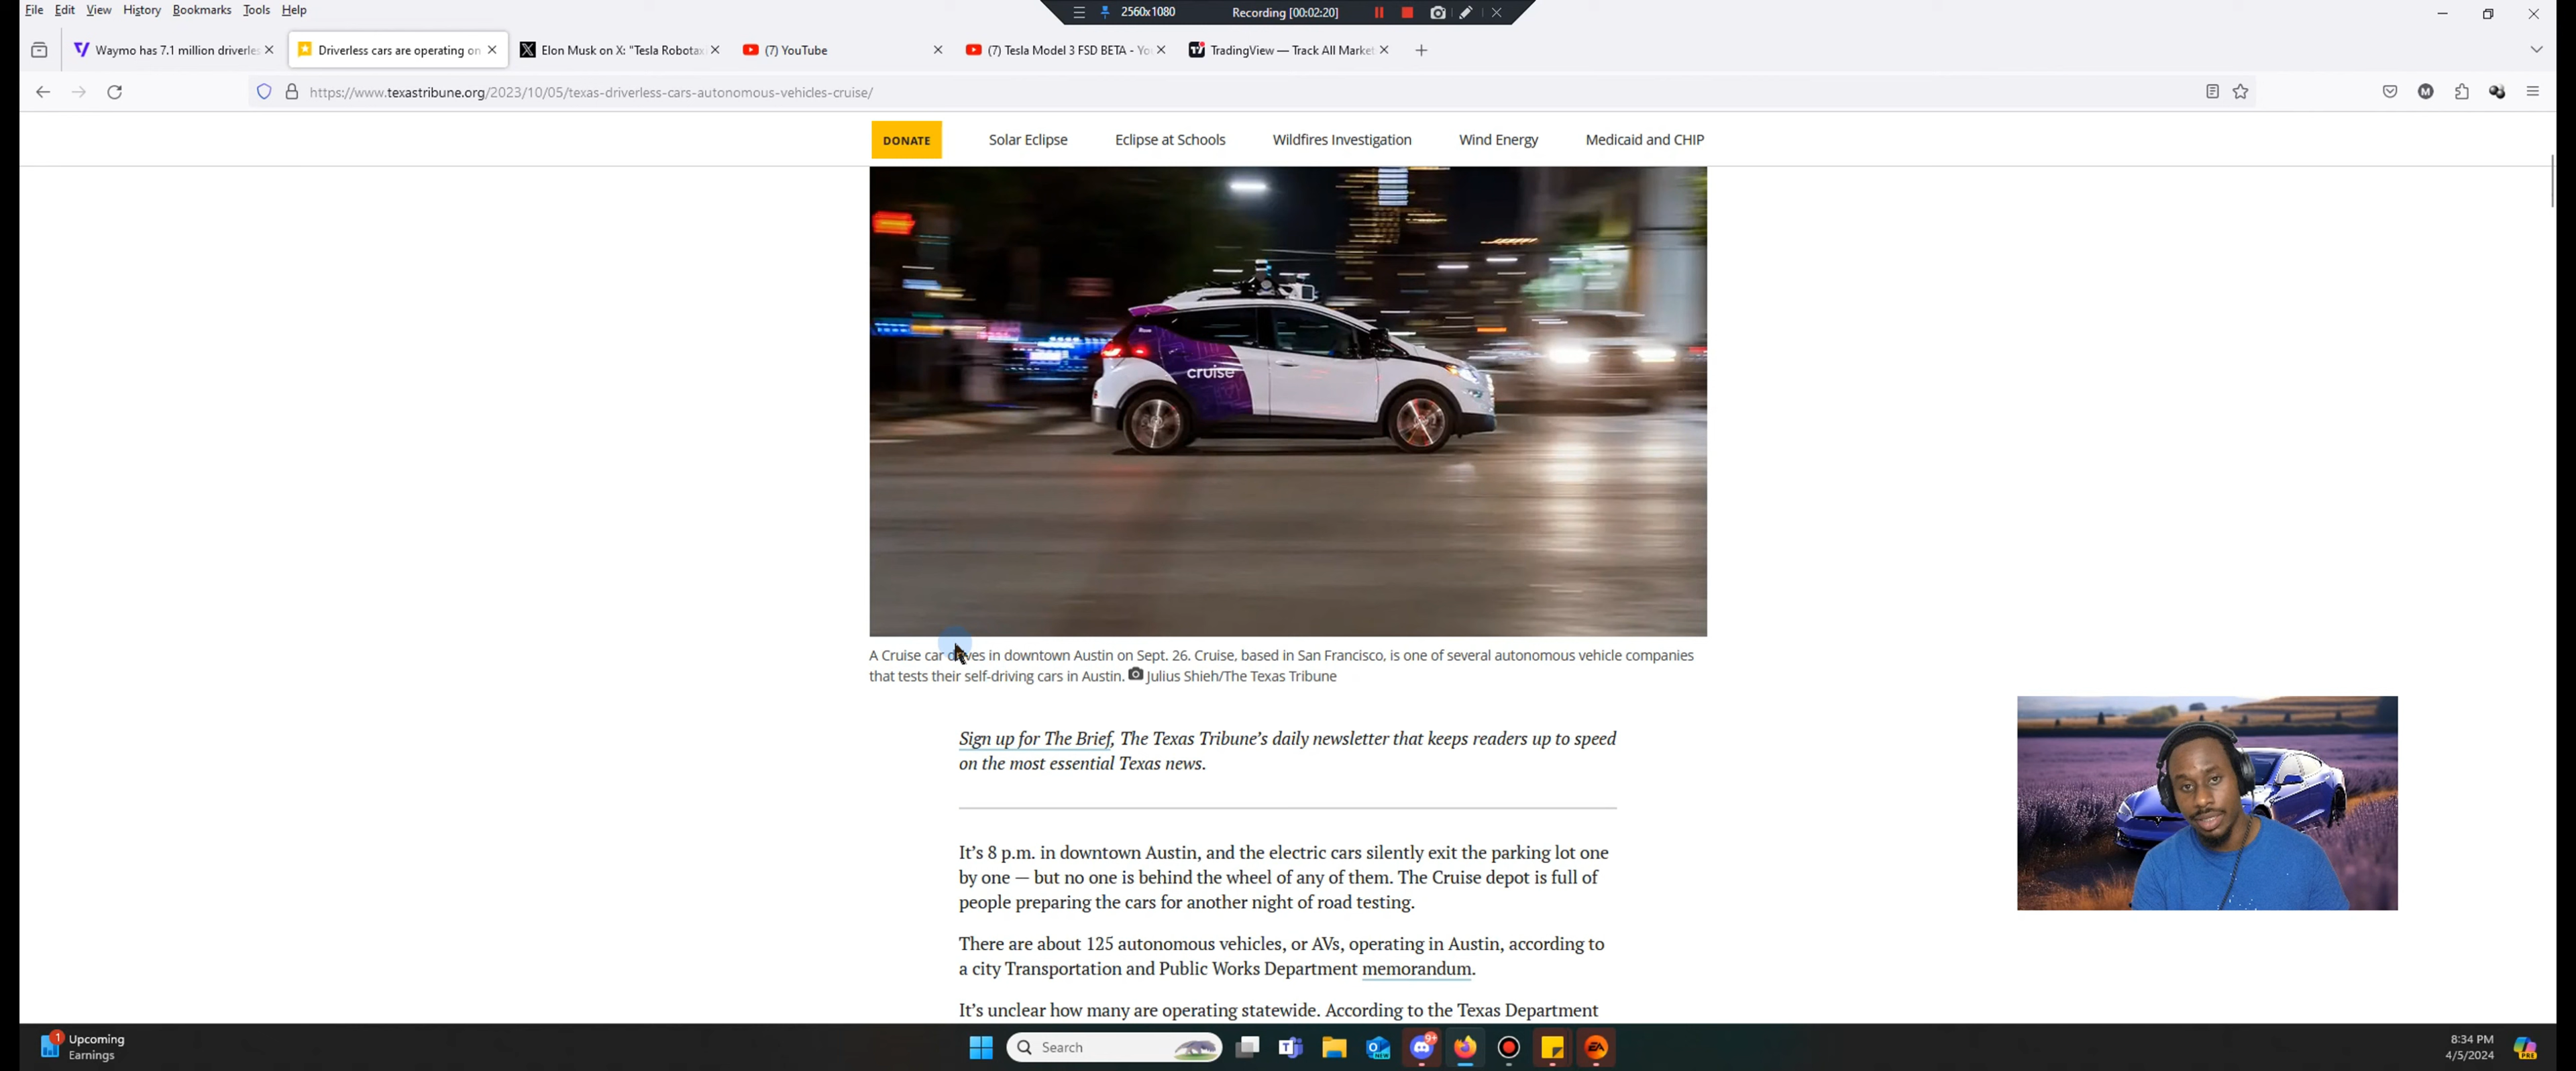 File Edit View History Bookmarks Tools Help
2560x1080 Recording [00:02:20]
Waymo has 7.1 million driverles
Driverless cars are operating on
Elon Musk on X: "Tesla Robotax
(7) YouTube
(7) Tesla Model 3 FSD BETA - Yo
TradingView — Track All Market
https://www.texastribune.org/2023/10/05/texas-driverless-cars-autonomous-vehicles-cruise/
M
DONATE Solar Eclipse Eclipse at Schools Wildfires Investigation Wind Energy Medicaid and CHIP
cruise
A Cruise car drives in downtown Austin on Sept. 26. Cruise, based in San Francisco, is one of several autonomous vehicle companies
that tests their self-driving cars in Austin. Julius Shieh/The Texas Tribune
Sign up for The Brief, The Texas Tribune's daily newsletter that keeps readers up to speed
on the most essential Texas news.
It's 8 p.m. in downtown Austin, and the electric cars silently exit the parking lot one
by one — but no one is behind the wheel of any of them. The Cruise depot is full of
people preparing the cars for another night of road testing.
There are about 125 autonomous vehicles, or AVs, operating in Austin, according to
a city Transportation and Public Works Department memorandum.
It's unclear how many are operating statewide. According to the Texas Department
1
Upcoming
Earnings
Search
NEW
9+
EA
8:34 PM
4/5/2024
PRE